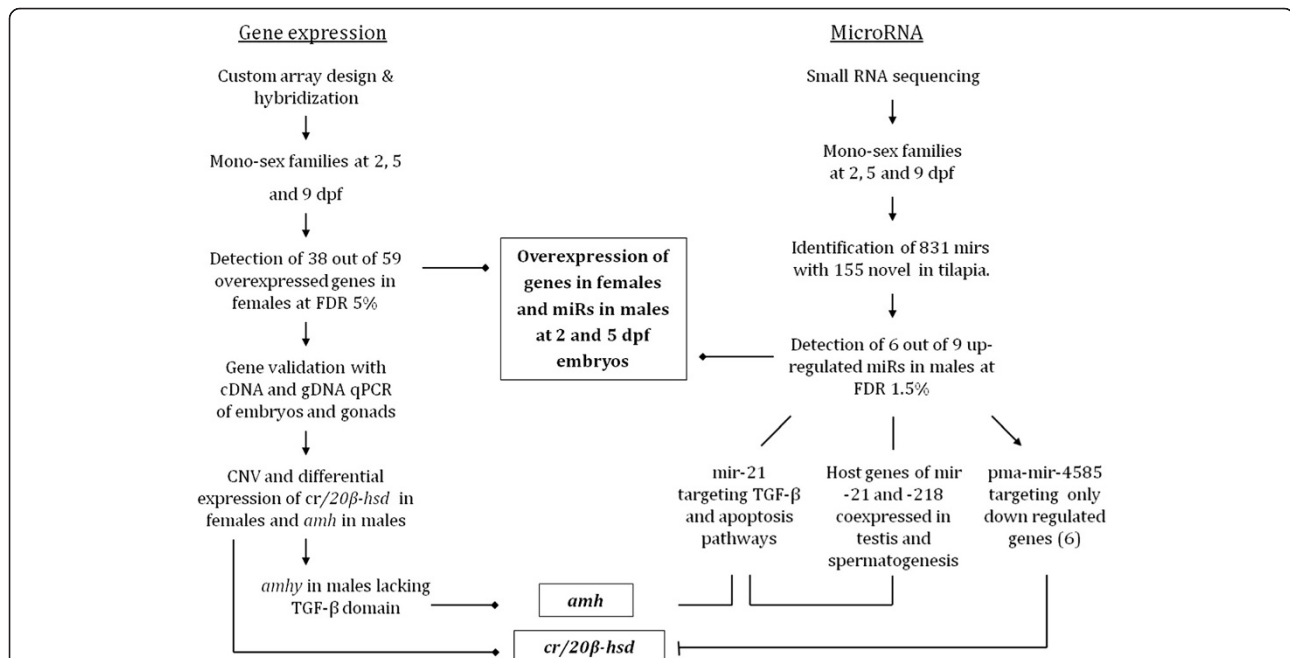 Gene expression
Custom array design &
hybridization
Mono-sex families at 2, 5
and 9 dpf
Detection of 38 out of 59
overexpressed genes in
females at FDR 5%
Gene validation with
cDNA and gDNA qPCR
of embryos and gonads
CNV and differential
expression of cr/20β-hsd in
females and amh in males
amhy in males lacking
TGF-β domain
Overexpression of
genes in females
and miRs in males
at 2 and 5 dpf
embryos
amh
cr/20β-hsd
MicroRNA
Small RNA sequencing
Mono-sex families
at 2, 5 and 9 dpf
Identification of 831 mirs
with 155 novel in tilapia.
Detection of 6 out of 9 up-
regulated miRs in males at
FDR 1.5%
mir-21
targeting TGF-β
and apoptosis
pathways
Host genes of mir
-21 and -218
coexpressed in
testis and
spermatogenesis
pma-mir-4585
targeting only
down regulated
genes (6)